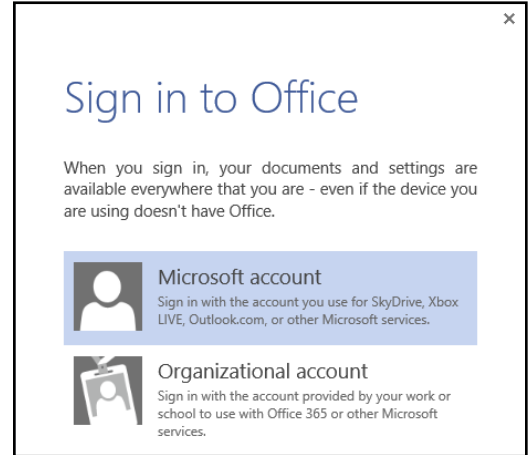 Sign in to Office
When you sign in, your documents and settings are
available everywhere that you are - even if the device you
are using doesn't have Office.
Microsoft account
Sign in with the account you use for SkyDrive, Xbox
LIVE, Outlook.com, or other Microsoft services.
Organizational account
Sign in with the account provided by your work or
school to use with Office 365 or other Microsoft
services.